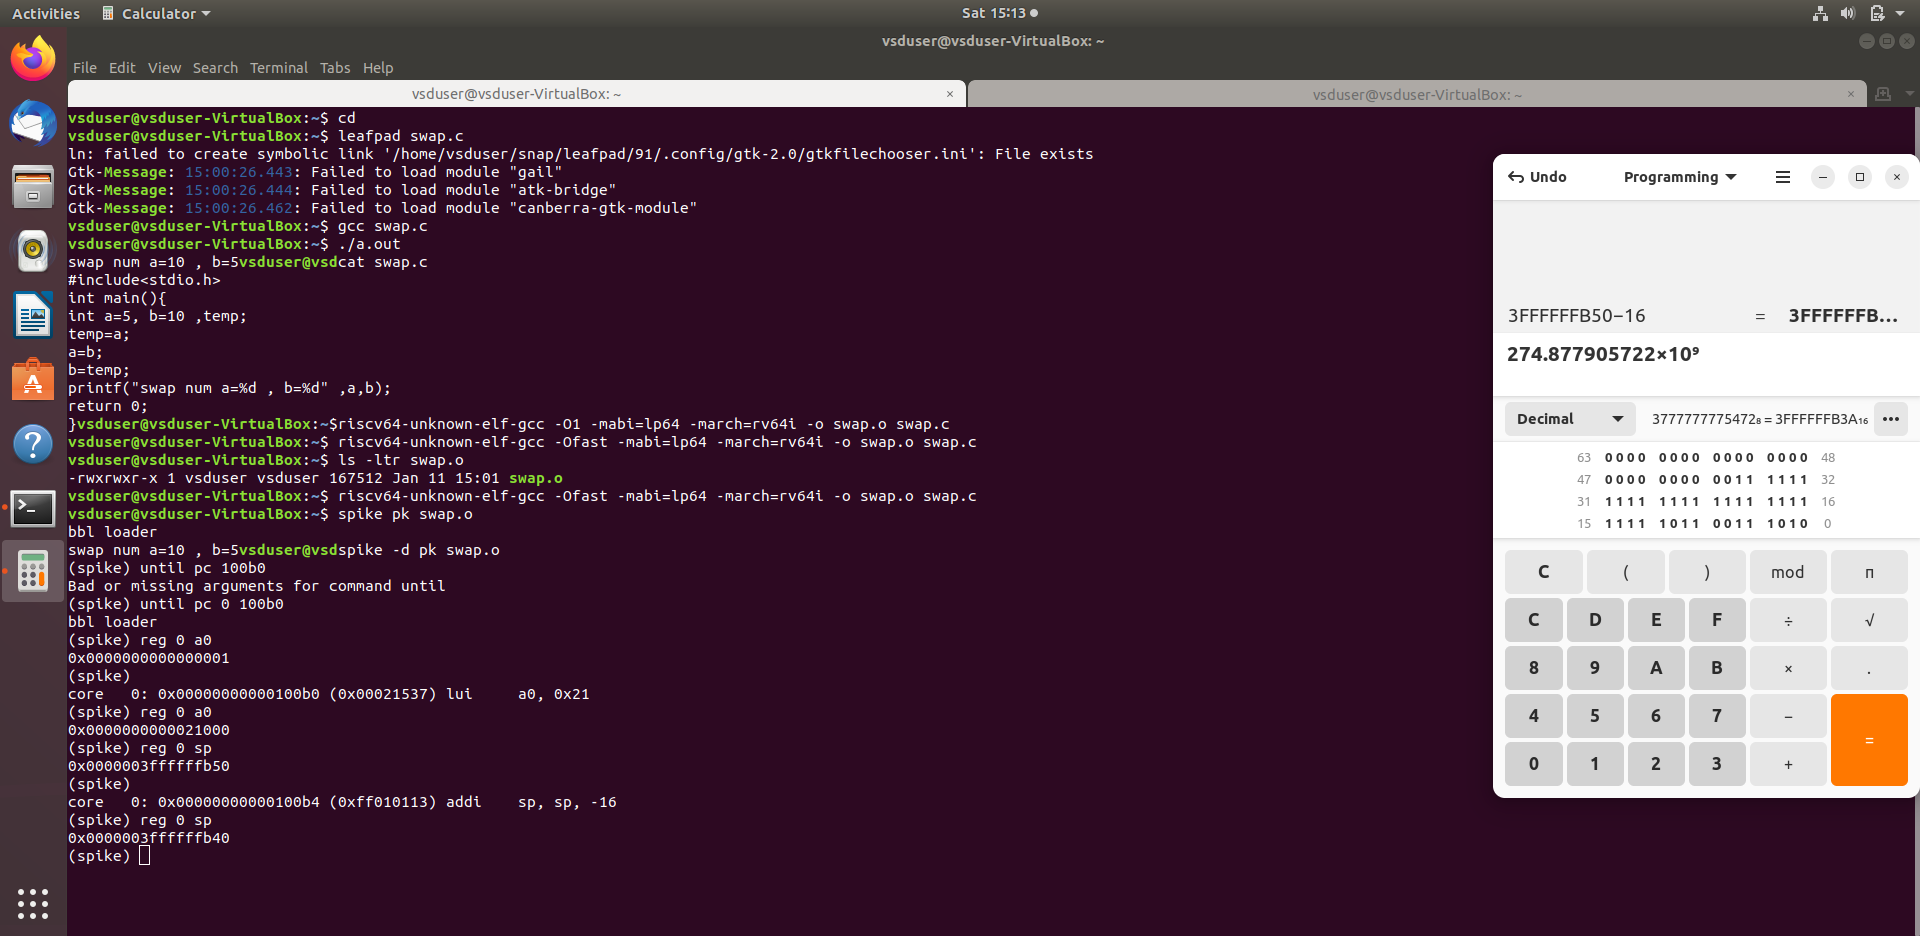 Activities Calculator Sat 15:13
vsduser@vsduser-VirtualBox: ~
File Edit View Search Terminal Tabs Help
vsduser@vsduser-VirtualBox: ~ × vsduser@vsduser-VirtualBox: ~ ×
vsduser@vsduser-VirtualBox:~$ cd
vsduser@vsduser-VirtualBox:~$ leafpad swap.c
ln: failed to create symbolic link '/home/vsduser/snap/leafpad/91/.config/gtk-2.0/gtkfilechooser.ini': File exists
Gtk-Message: 15:00:26.443: Failed to load module "gail"
Gtk-Message: 15:00:26.444: Failed to load module "atk-bridge"
Gtk-Message: 15:00:26.462: Failed to load module "canberra-gtk-module"
vsduser@vsduser-VirtualBox:~$ gcc swap.c
vsduser@vsduser-VirtualBox:~$ ./a.out
swap num a=10 , b=5vsduser@vsdcat swap.c
#include<stdio.h>
int main(){
int a=5, b=10 ,temp;
temp=a;
a=b;
b=temp;
printf("swap num a=%d , b=%d" ,a,b);
return 0;
}vsduser@vsduser-VirtualBox:~$riscv64-unknown-elf-gcc -O1 -mabi=lp64 -march=rv64i -o swap.o swap.c
vsduser@vsduser-VirtualBox:~$ riscv64-unknown-elf-gcc -Ofast -mabi=lp64 -march=rv64i -o swap.o swap.c
vsduser@vsduser-VirtualBox:~$ ls -ltr swap.o
-rwxrwxr-x 1 vsduser vsduser 167512 Jan 11 15:01 swap.o
vsduser@vsduser-VirtualBox:~$ riscv64-unknown-elf-gcc -Ofast -mabi=lp64 -march=rv64i -o swap.o swap.c
vsduser@vsduser-VirtualBox:~$ spike pk swap.o
bbl loader
swap num a=10 , b=5vsduser@vsdspike -d pk swap.o
(spike) until pc 100b0
Bad or missing arguments for command until
(spike) until pc 0 100b0
bbl loader
(spike) reg 0 a0
0x0000000000000001
(spike)
core   0: 0x00000000000100b0 (0x00021537) lui     a0, 0x21
(spike) reg 0 a0
0x0000000000021000
(spike) reg 0 sp
0x0000003ffffffb50
(spike)
core   0: 0x00000000000100b4 (0xff010113) addi    sp, sp, -16
(spike) reg 0 sp
0x0000003ffffffb40
(spike)
Undo Programming
3FFFFFFB50−16 = 3FFFFFFB…
274.877905722×10⁹
Decimal 3777777775472₈ = 3FFFFFFB3A₁₆ •••
63 0000 0000 0000 0000 48
47 0000 0000 0011 1111 32
31 1111 1111 1111 1111 16
15 1111 1011 0011 1010 0
C ( ) mod π
C D E F ÷ √
8 9 A B × .
4 5 6 7 −
0 1 2 3 + =